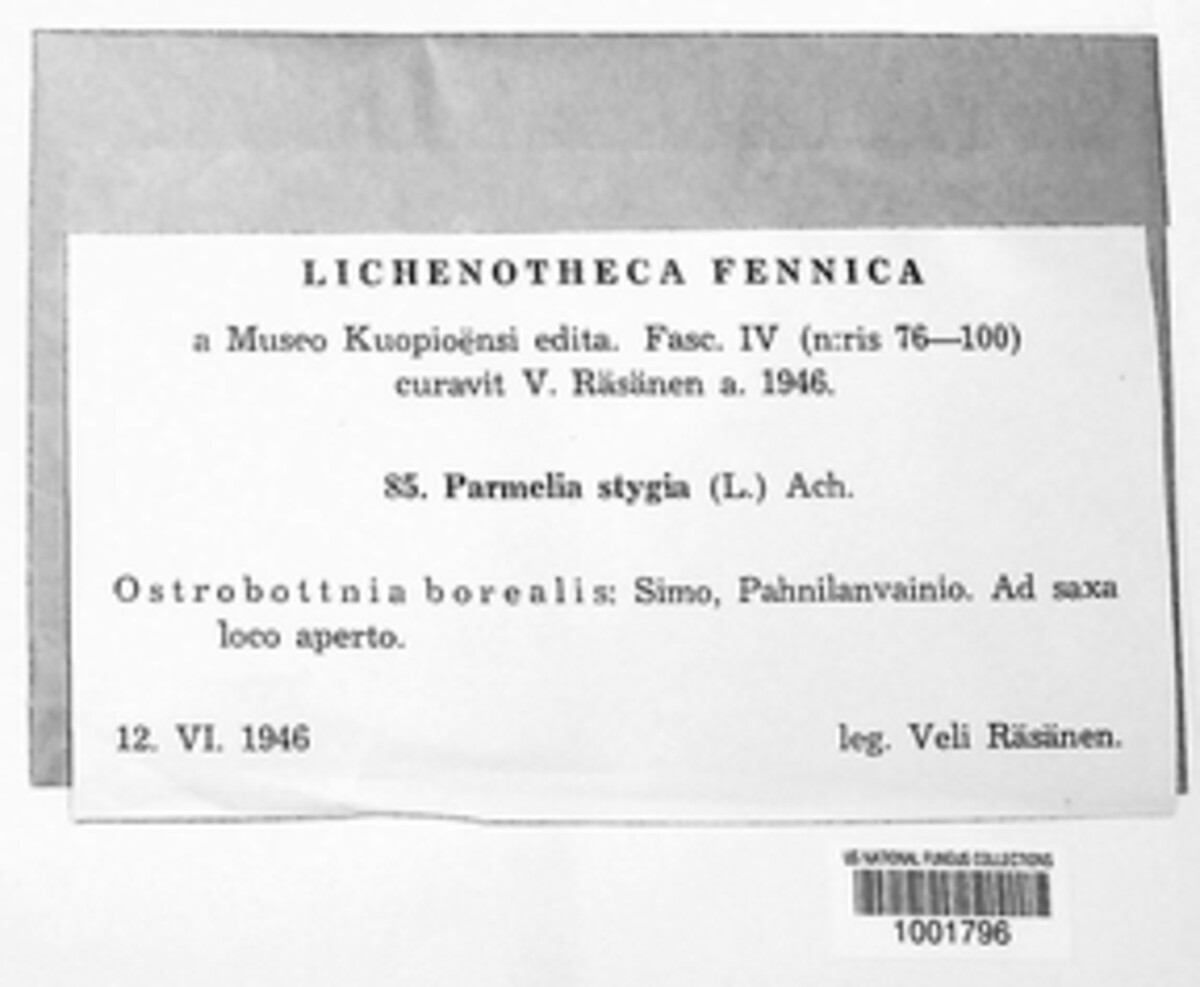 LICHENOTHECA FENNICA
a Museo Kuopioënsi edita. Fasc. IV (n:ris 76—100)
curavit V. Räsänen a. 1946.
85. Parmelia stygia (L.) Ach.
Ostrobottnia borealis: Simo, Pahnilanvainio. Ad saxa
loco aperto.
12. VI. 1946 leg. Veli Räsänen.
US NATIONAL FUNGUS COLLECTIONS
1001796